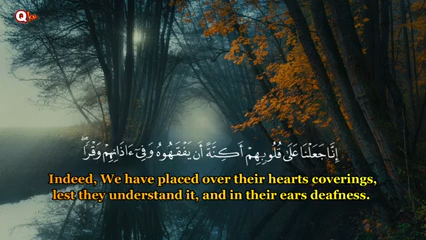 Q tv
إِنَّا جَعَلْنَا عَلَىٰ قُلُوبِهِمْ أَكِنَّةً أَن يَفْقَهُوهُ وَفِىٓ ءَاذَانِهِمْ وَقْرًا ۖ
Indeed, We have placed over their hearts coverings,
lest they understand it, and in their ears deafness.